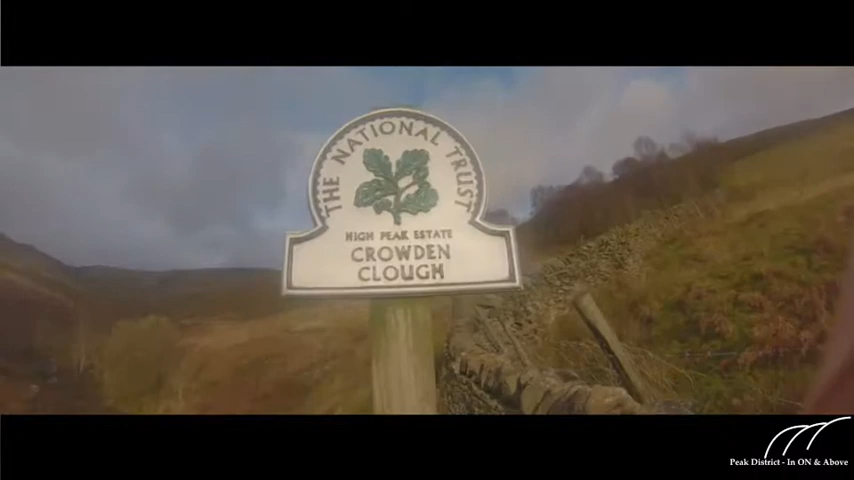 THE NATIONAL TRUST
HIGH PEAK ESTATE
CROWDEN
CLOUGH
Peak District - In ON & Above